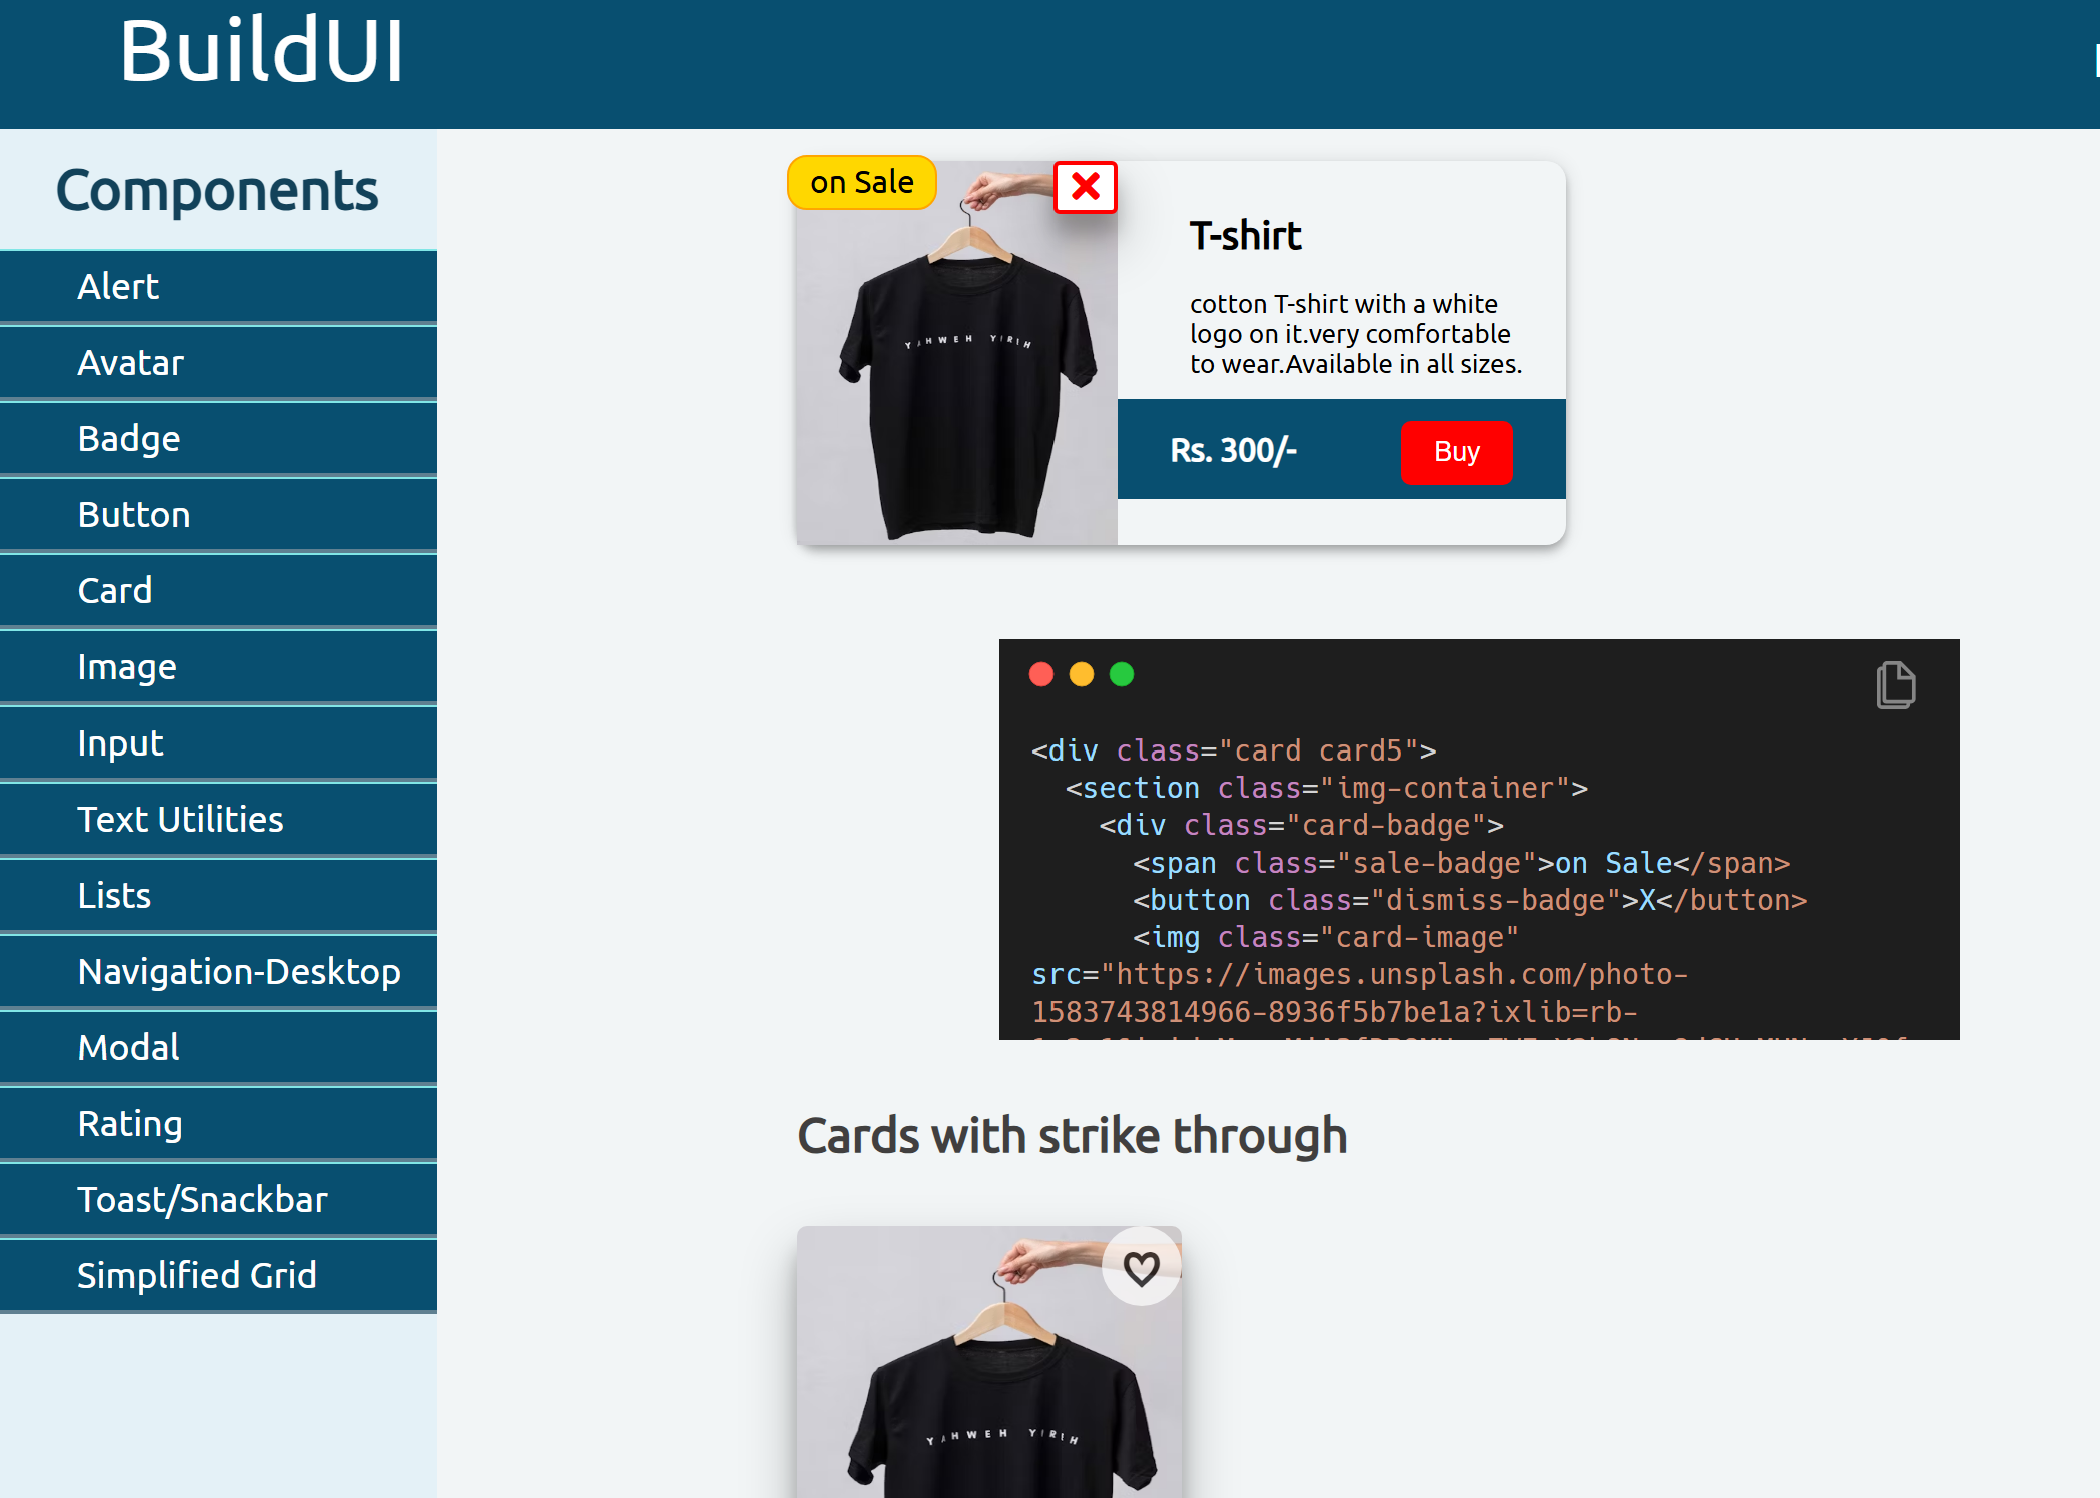 BuildUI
Components
Alert
Avatar
Badge
Button
Card
Image
Input
Text Utilities
Lists
Navigation-Desktop
Modal
Rating
Toast/Snackbar
Simplified Grid
on Sale
YAHWEH YIREH
T-shirt
cotton T-shirt with a white
logo on it.very comfortable
to wear.Available in all sizes.
Rs. 300/-
Buy
<div class="card card5">
<section class="img-container">
<div class="card-badge">
<span class="sale-badge">on Sale</span>
<button class="dismiss-badge">X</button>
<img class="card-image"
src="https://images.unsplash.com/photo-
1583743814966-8936f5b7be1a?ixlib=rb-
Cards with strike through
YAHWEH YIREH